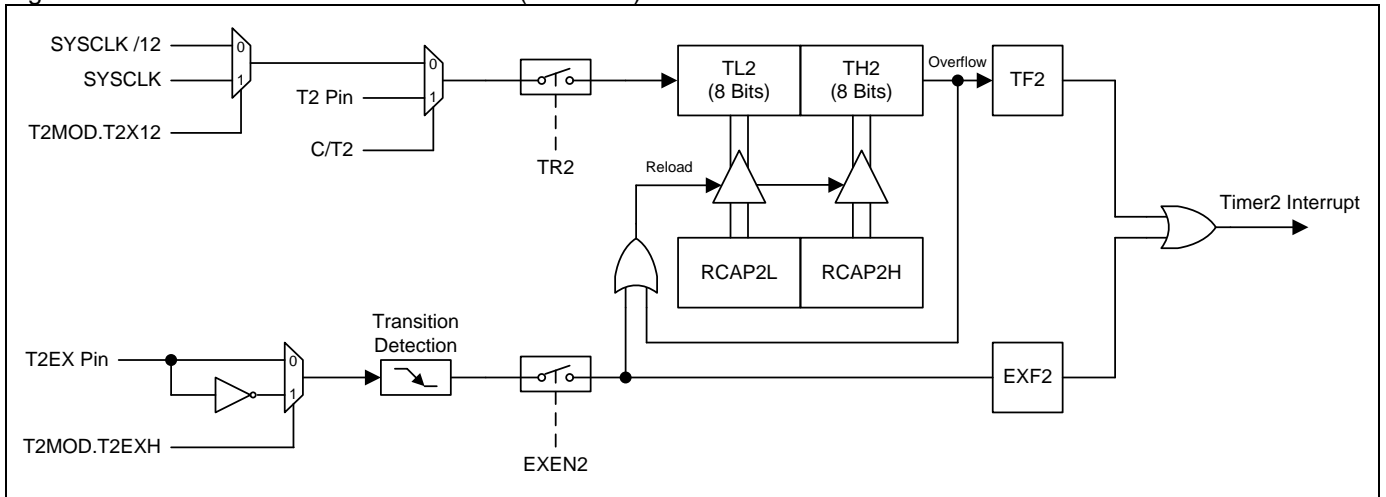 SYSCLK /12
0
SYSCLK
1
T2MOD.T2X12
0
T2 Pin
1
C/T2
TR2
TL2
(8 Bits)
TH2
(8 Bits)
Overflow
TF2
Reload
RCAP2L
RCAP2H
Timer2 Interrupt
Transition
Detection
T2EX Pin
0
1
T2MOD.T2EXH
EXEN2
EXF2